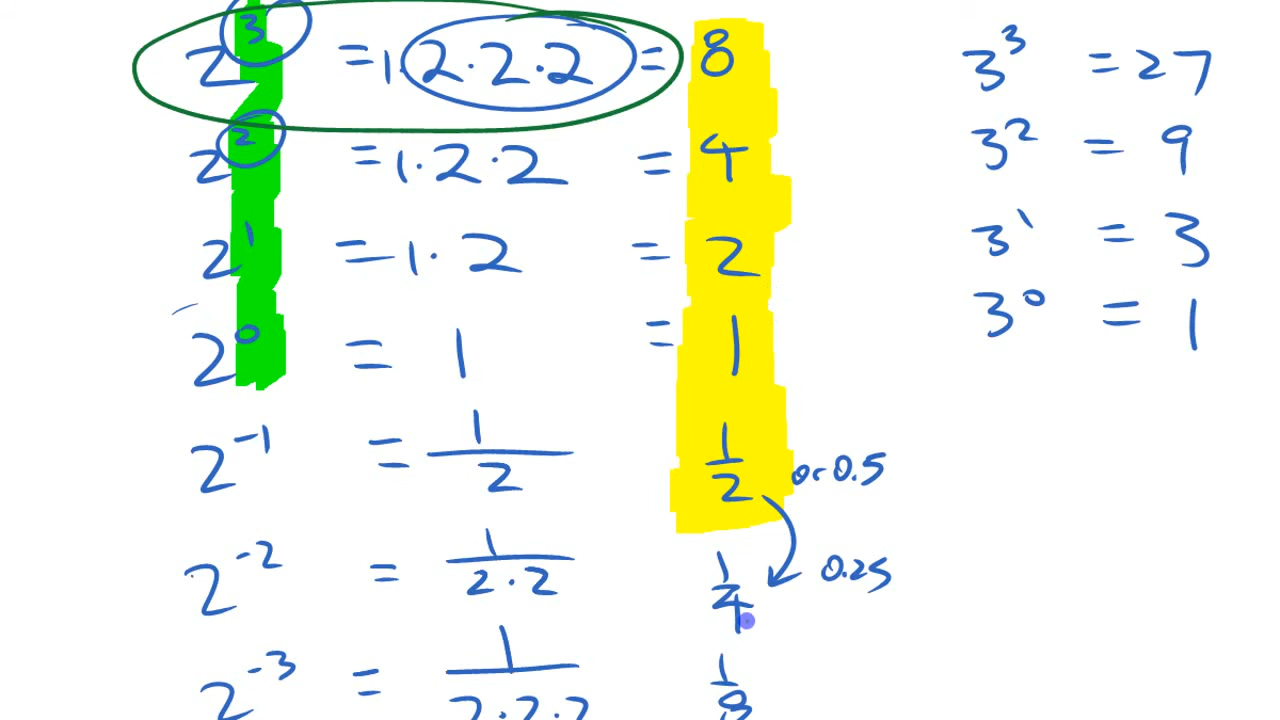 2³ = 1·2·2·2 = 8
2² = 1·2·2 = 4
2¹ = 1·2 = 2
2⁰ = 1 = 1
2⁻¹ = 1/2 1/2 or 0.5
2⁻² = 1/(2·2) 1/4 0.25
2⁻³ = 1/(2·2·2) 1/8
3³ = 27
3² = 9
3¹ = 3
3⁰ = 1